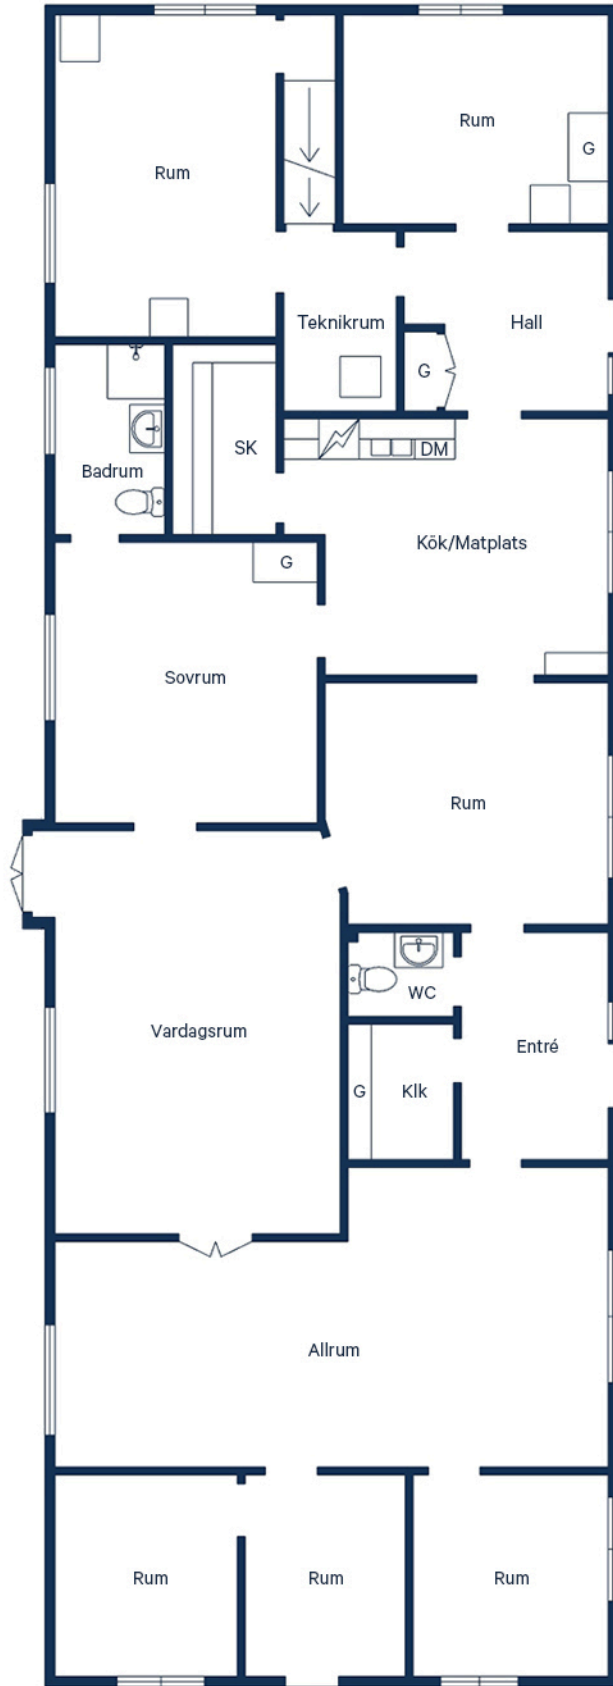 Rum
G
Rum
Teknikrum
Hall
G
SK
DM
Badrum
Kök/Matplats
G
Sovrum
Rum
WC
Vardagsrum
Entré
G
Klk
Allrum
Rum
Rum
Rum